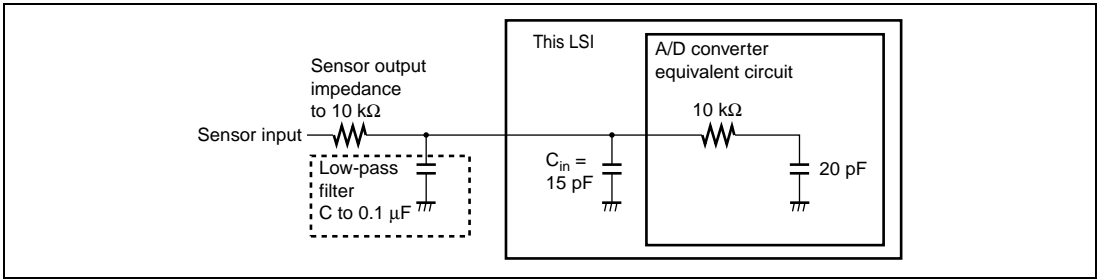 This LSI
A/D converter
equivalent circuit
Sensor output
impedance
to 10 kΩ
10 kΩ
Sensor input
Low-pass
filter
C to 0.1 μF
Cin =
15 pF
20 pF